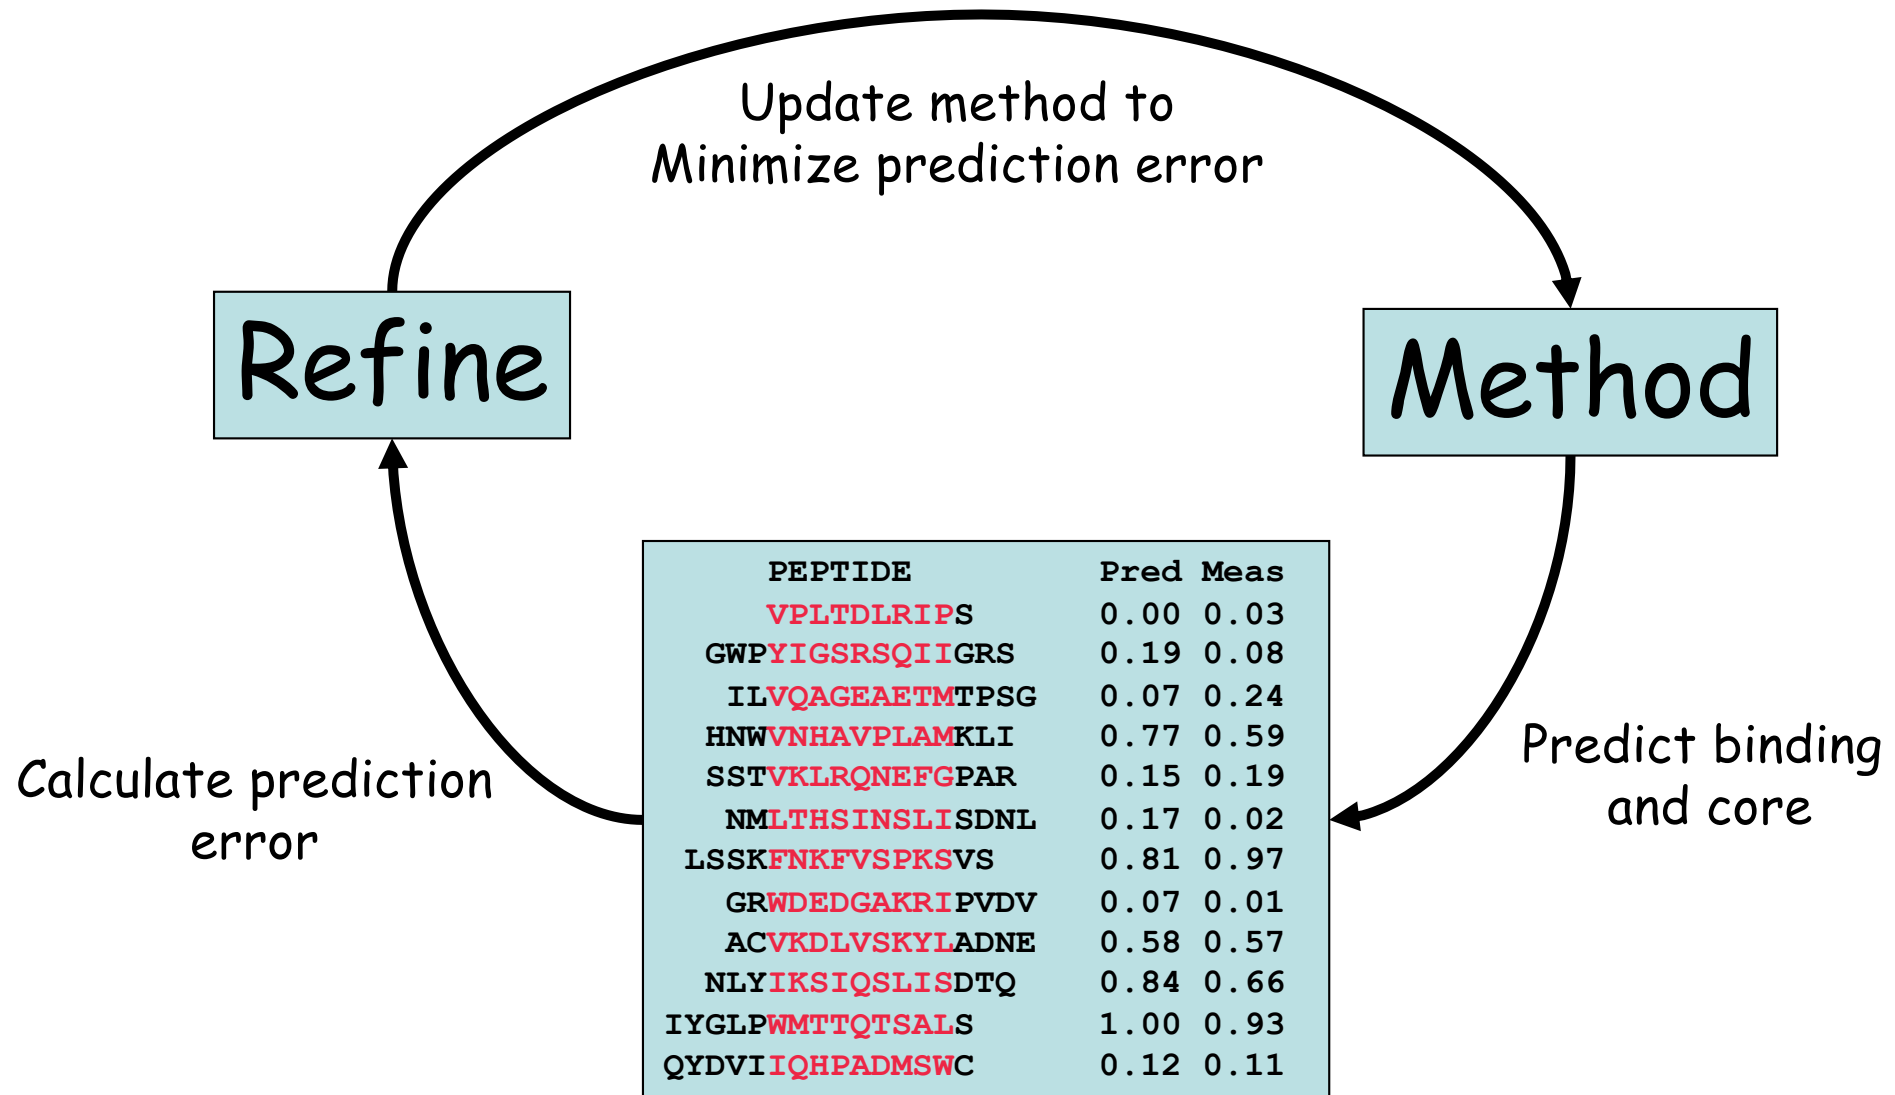 Update method to
Minimize prediction error
Refine
Method
PEPTIDE Pred Meas
VPLTDLRIPS 0.00 0.03
GWPYIGSRSQIIGRS 0.19 0.08
ILVQAGEAETMTPSG 0.07 0.24
HNWVNHAVPLAMKLI 0.77 0.59
SSTVKLRQNEFGPAR 0.15 0.19
NMLTHSINSLISDNL 0.17 0.02
LSSKFNKFVSPKSVS 0.81 0.97
GRWDEDGAKRIPVDV 0.07 0.01
ACVKDLVSKYLADNE 0.58 0.57
NLYIKSIQSLISDTQ 0.84 0.66
IYGLPWMTTQTSALS 1.00 0.93
QYDVIIQHPADMSWC 0.12 0.11
Calculate prediction
error
Predict binding
and core